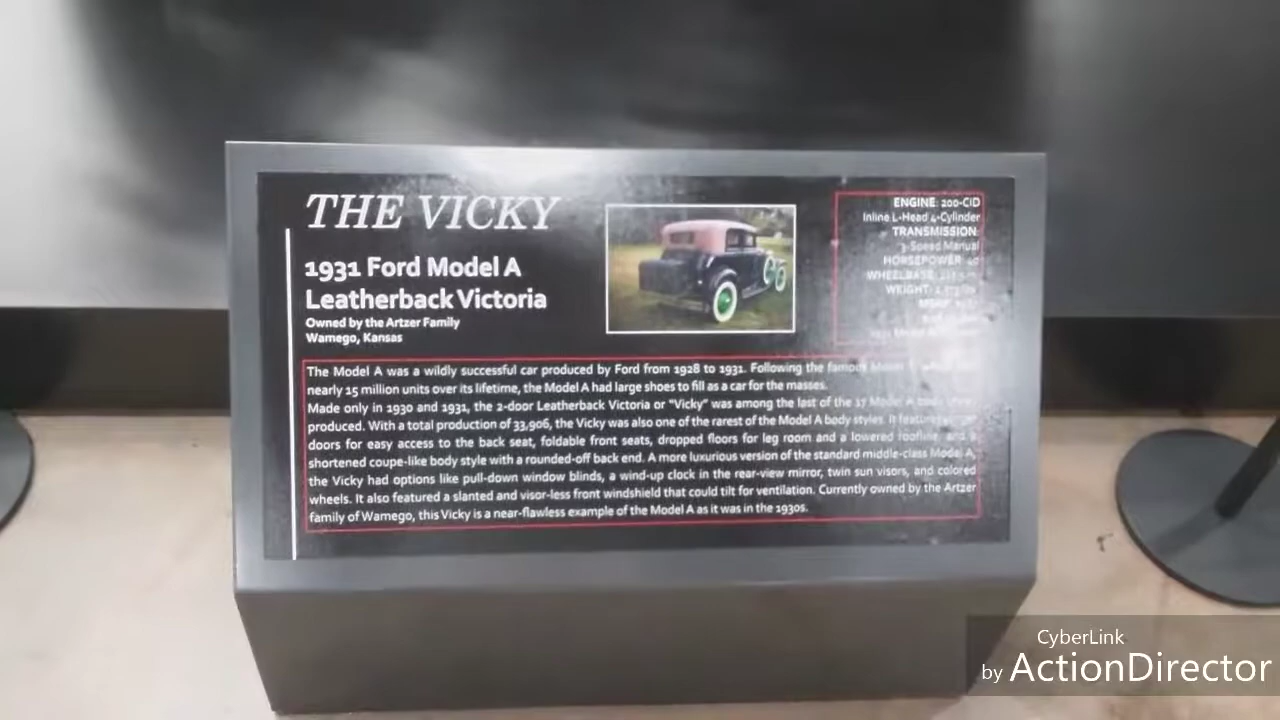 THE VICKY
1931 Ford Model A
Leatherback Victoria
Owned by the Artzer Family
Wamego, Kansas
ENGINE: 200-CID
Inline L-Head 4-Cylinder
TRANSMISSION:
3-Speed Manual
HORSEPOWER: 40
WHEELBASE:
WEIGHT:
The Model A was a wildly successful car produced by Ford from 1928 to 1931. Following the famous Model T, which
nearly 15 million units over its lifetime, the Model A had large shoes to fill as a car for the masses.
Made only in 1930 and 1931, the 2-door Leatherback Victoria or "Vicky" was among the last of the 17 Model A body
produced. With a total production of 33,906, the Vicky was also one of the rarest of the Model A body styles. It featured
doors for easy access to the back seat, foldable front seats, dropped floors for leg room and a lowered roofline, and a
shortened coupe-like body style with a rounded-off back end. A more luxurious version of the standard middle-class Model A,
the Vicky had options like pull-down window blinds, a wind-up clock in the rear-view mirror, twin sun visors, and colored
wheels. It also featured a slanted and visor-less front windshield that could tilt for ventilation. Currently owned by the Artzer
family of Wamego, this Vicky is a near-flawless example of the Model A as it was in the 1930s.
CyberLink
by ActionDirector